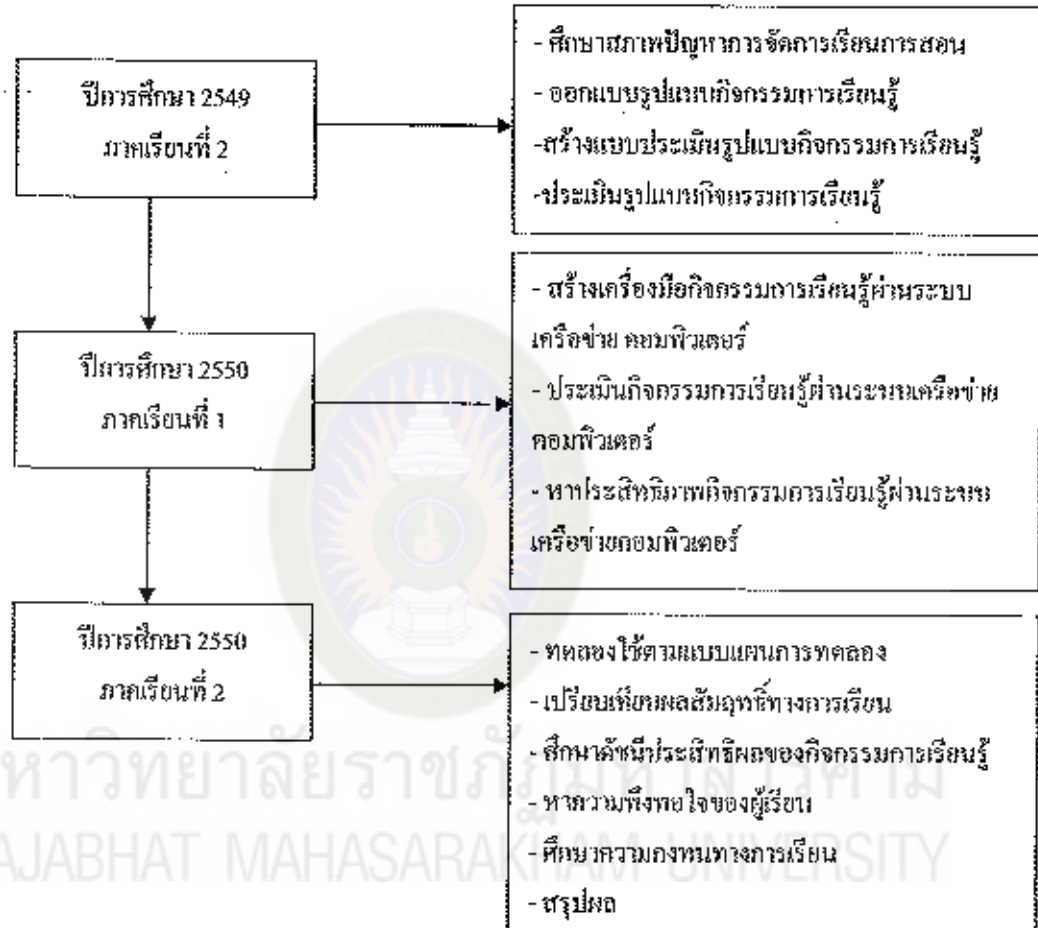 ปีการศึกษา 2549
ภาคเรียนที่ 2
- ศึกษาสภาพปัญหาการจัดการเรียนการสอน
- ออกแบบรูปแบบกิจกรรมการเรียนรู้
-สร้างแบบประเมินรูปแบบกิจกรรมการเรียนรู้
-ประเมินรูปแบบกิจกรรมการเรียนรู้
ปีการศึกษา 2550
ภาคเรียนที่ 1
- สร้างเครื่องมือกิจกรรมการเรียนรู้ผ่านระบบ
เครือข่าย คอมพิวเตอร์
- ประเมินกิจกรรมการเรียนรู้ผ่านระบบเครือข่าย
คอมพิวเตอร์
- หาประสิทธิภาพกิจกรรมการเรียนรู้ผ่านระบบ
เครือข่ายคอมพิวเตอร์
ปีการศึกษา 2550
ภาคเรียนที่ 2
- ทดลองใช้ตามแบบแผนการทดลอง
- เปรียบเทียบผลสัมฤทธิ์ทางการเรียน
- ศึกษาดัชนีประสิทธิผลของกิจกรรมการเรียนรู้
- หาความพึงพอใจของผู้เรียน
- ศึกษาความคงทนทางการเรียน
- สรุปผล
หาวิทยาลัยราชภัฏมหาสารคาม
AJABHAT MAHASARAKHAM UNIVERSITY